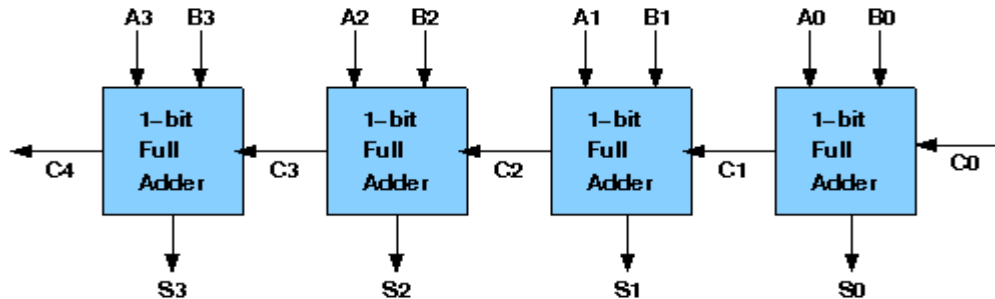 A3 B3 A2 B2 A1 B1 A0 B0
1-bit Full Adder
1-bit Full Adder
1-bit Full Adder
1-bit Full Adder
C4 C3 C2 C1 C0
S3 S2 S1 S0